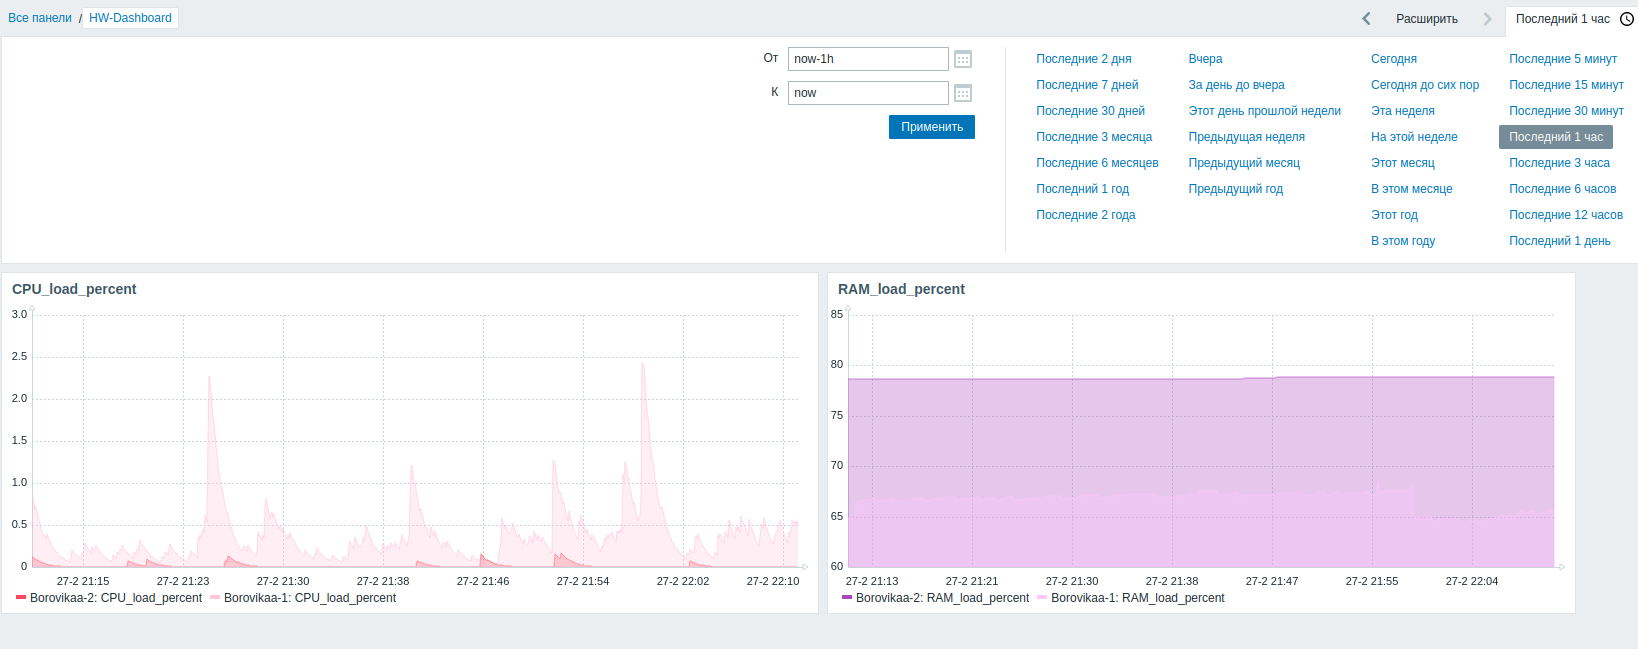 Все панели / HW-Dashboard
Расширить
Последний 1 час
От now-1h
К now
Применить
Последние 2 дня
Последние 7 дней
Последние 30 дней
Последние 3 месяца
Последние 6 месяцев
Последний 1 год
Последние 2 года
Вчера
За день до вчера
Этот день прошлой недели
Предыдущая неделя
Предыдущий месяц
Предыдущий год
Сегодня
Сегодня до сих пор
Эта неделя
На этой неделе
Этот месяц
В этом месяце
Этот год
В этом году
Последние 5 минут
Последние 15 минут
Последние 30 минут
Последний 1 час
Последние 3 часа
Последние 6 часов
Последние 12 часов
Последний 1 день
CPU_load_percent
3.0
2.5
2.0
1.5
1.0
0.5
0
27-2 21:15 27-2 21:23 27-2 21:30 27-2 21:38 27-2 21:46 27-2 21:54 27-2 22:02 27-2 22:10
Borovikaa-2: CPU_load_percent Borovikaa-1: CPU_load_percent
RAM_load_percent
85
80
75
70
65
60
27-2 21:13 27-2 21:21 27-2 21:30 27-2 21:38 27-2 21:47 27-2 21:55 27-2 22:04
Borovikaa-2: RAM_load_percent Borovikaa-1: RAM_load_percent